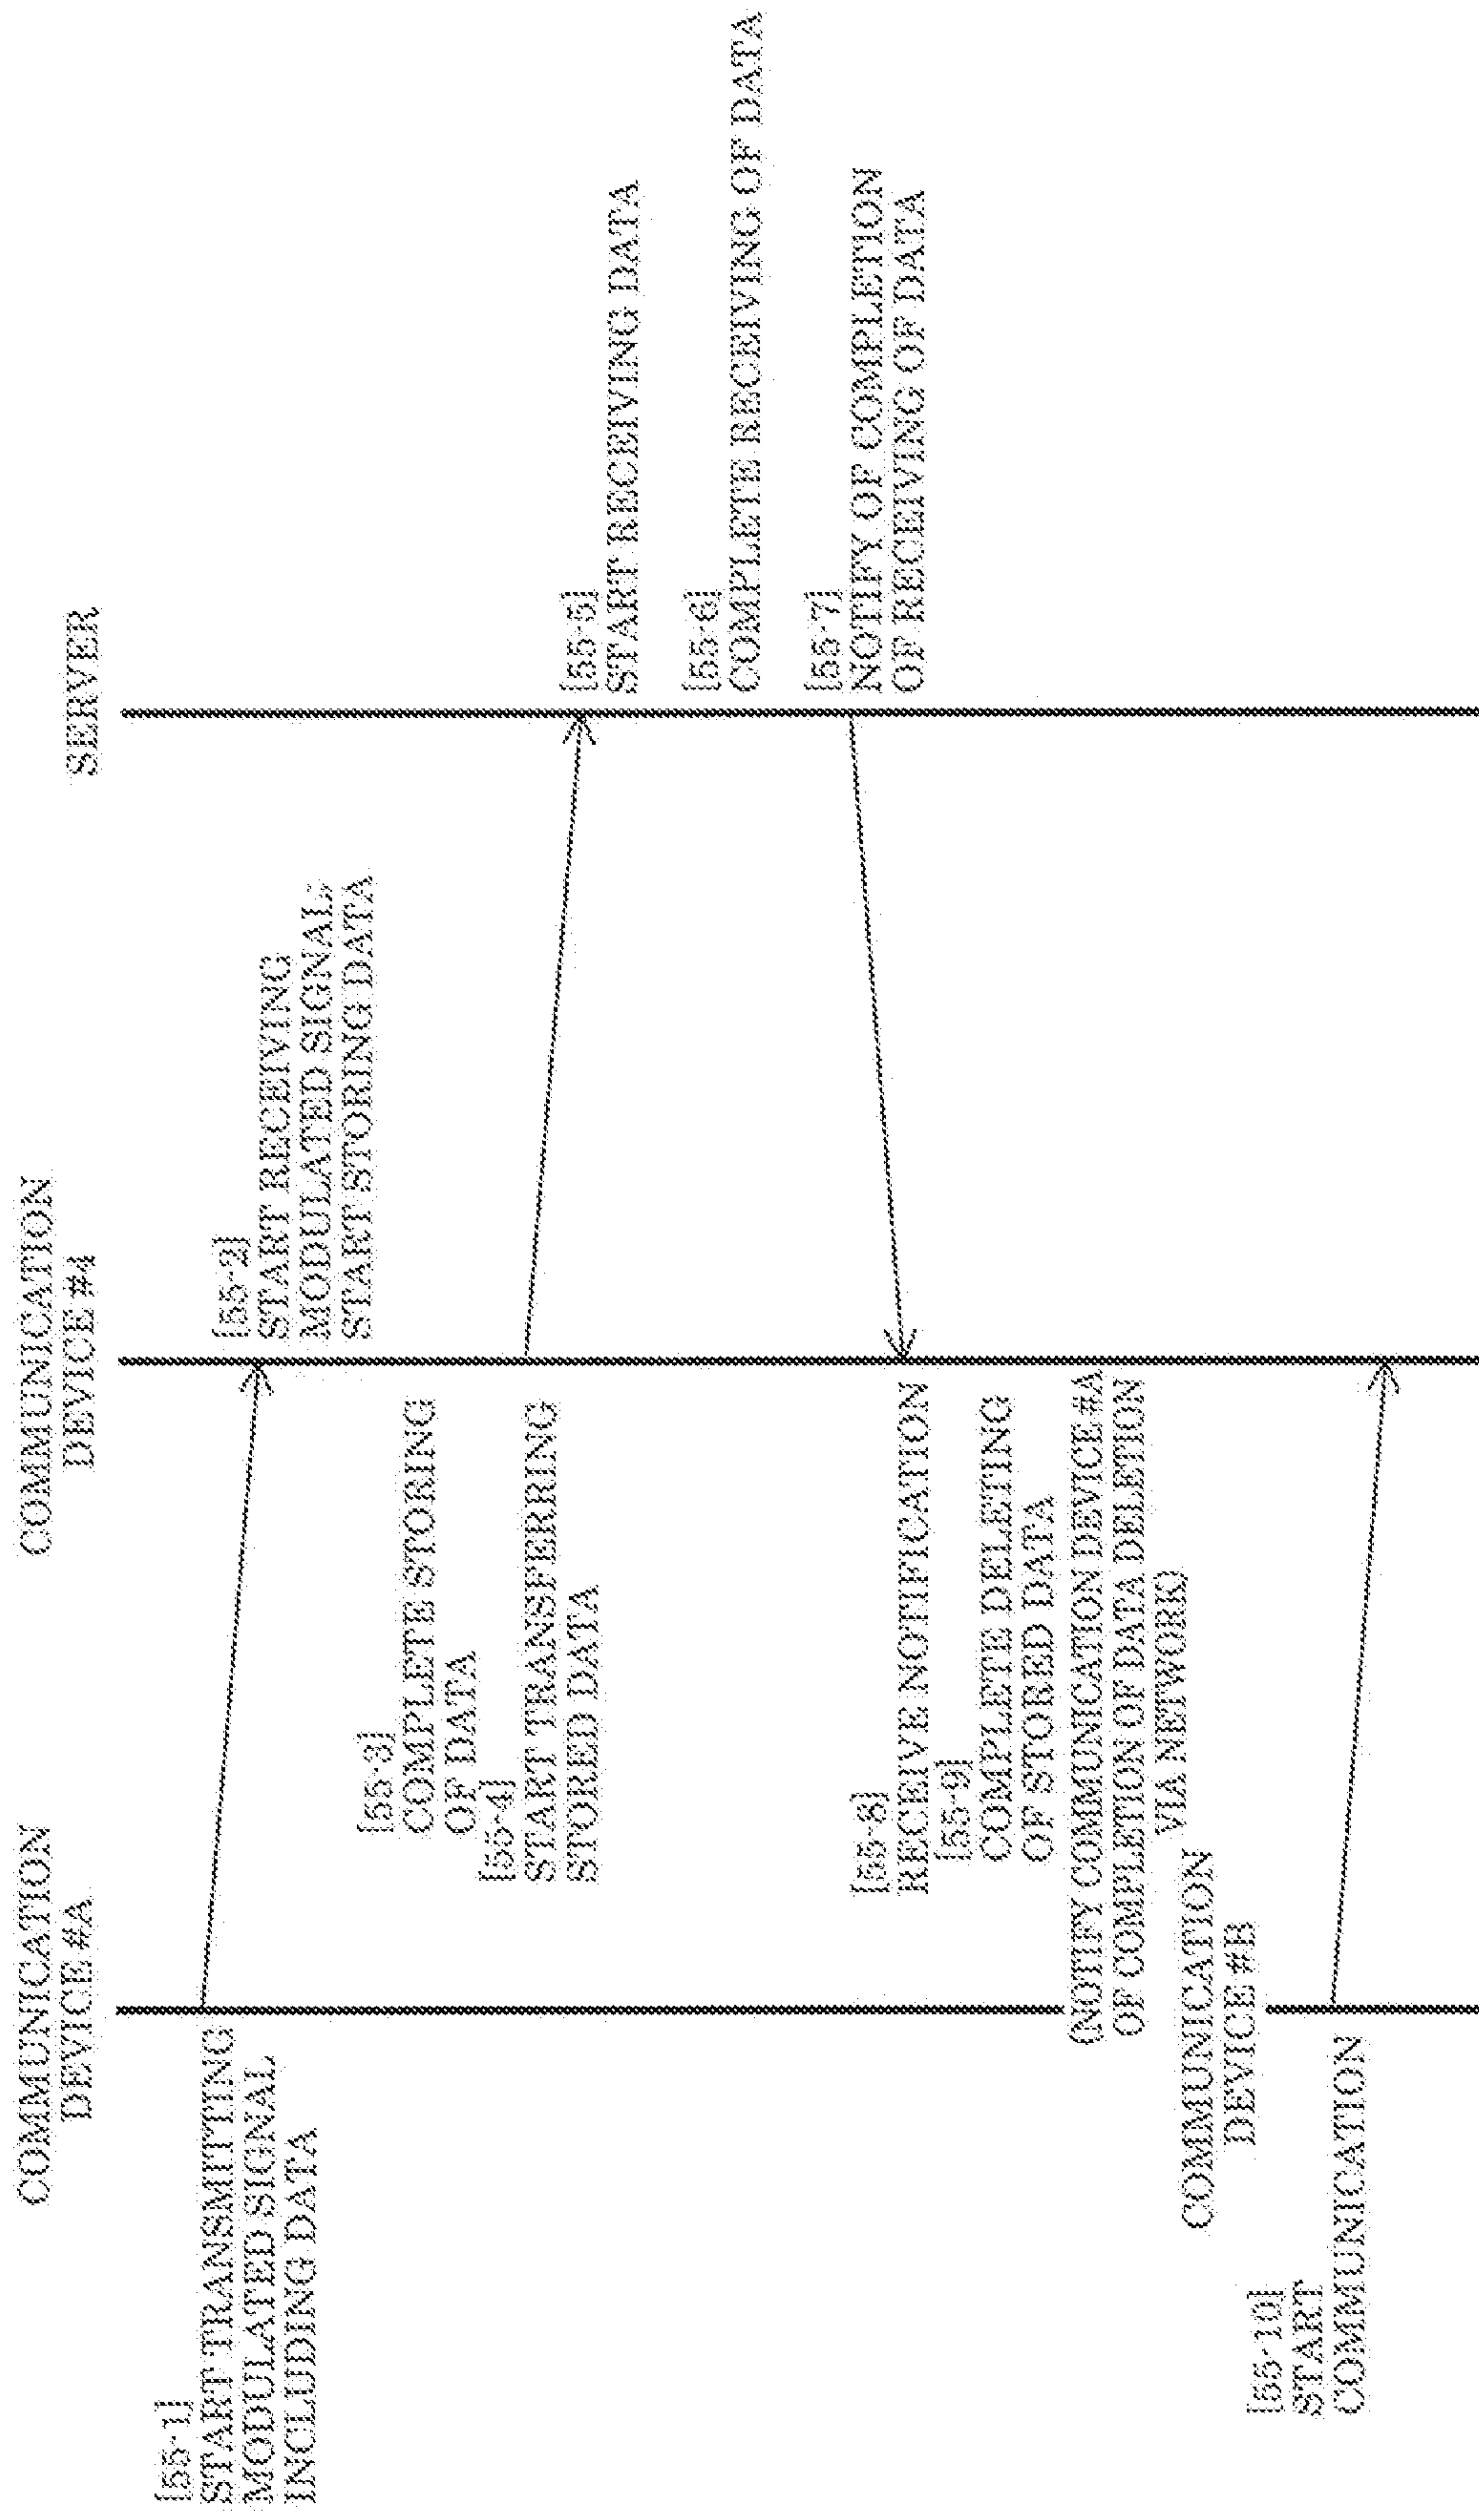 COMMUNICATION
DEVICE #A
COMMUNICATION
DEVICE #4
SERVER
[55-1]
START TRANSMITTING
MODULATED SIGNAL
INCLUDING DATA
[55-2]
START RECEIVING
MODULATED SIGNAL;
START STORING DATA
[55-3]
COMPLETE STORING
OF DATA
[55-4]
START TRANSFERRING
STORED DATA
[55-5]
START RECEIVING DATA
[55-6]
COMPLETE RECEIVING OF DATA
[55-7]
NOTIFY OF COMPLETION
OF RECEIVING OF DATA
[55-8]
RECEIVE NOTIFICATION
[55-9]
COMPLETE DELETING
OF STORED DATA
(NOTIFY COMMUNICATION DEVICE #A
OF COMPLETION OF DATA DELETION
VIA NETWORK)
COMMUNICATION
DEVICE #B
[55-10]
START
COMMUNICATION